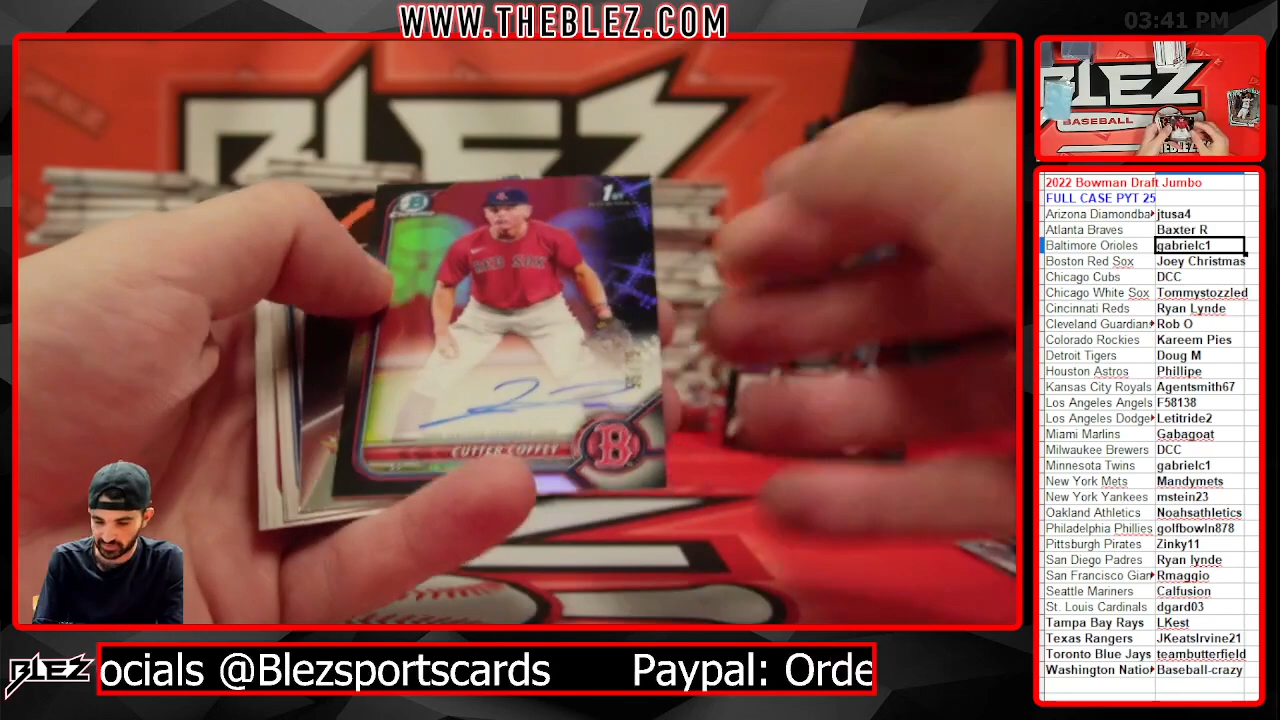 WWW.THEBLEZ.COM
03:41 PM
BLEZ
BLEZ
BASEBALL
1st
BOWMAN
RED SOX
CUTTER COFFEY
B
2022 Bowman Draft Jumbo
FULL CASE PYT 25
Arizona Diamondba jtusa4
Atlanta Braves Baxter R
Baltimore Orioles gabrielc1
Boston Red Sox Joey Christmas
Chicago Cubs DCC
Chicago White Sox Tommystozzled
Cincinnati Reds Ryan Lynde
Cleveland Guardian Rob O
Colorado Rockies Kareem Pies
Detroit Tigers Doug M
Houston Astros Phillipe
Kansas City Royals Agentsmith67
Los Angeles Angels F58138
Los Angeles Dodge Letitride2
Miami Marlins Gabagoat
Milwaukee Brewers DCC
Minnesota Twins gabrielc1
New York Mets Mandymets
New York Yankees mstein23
Oakland Athletics Noahsathletics
Philadelphia Phillies golfbowln878
Pittsburgh Pirates Zinky11
San Diego Padres Ryan lynde
San Francisco Gian Rmaggio
Seattle Mariners Calfusion
St. Louis Cardinals dgard03
Tampa Bay Rays LKest
Texas Rangers JKeatsIrvine21
Toronto Blue Jays teambutterfield
Washington Natio Baseball-crazy
BLEZ
ocials @Blezsportscards Paypal: Orde